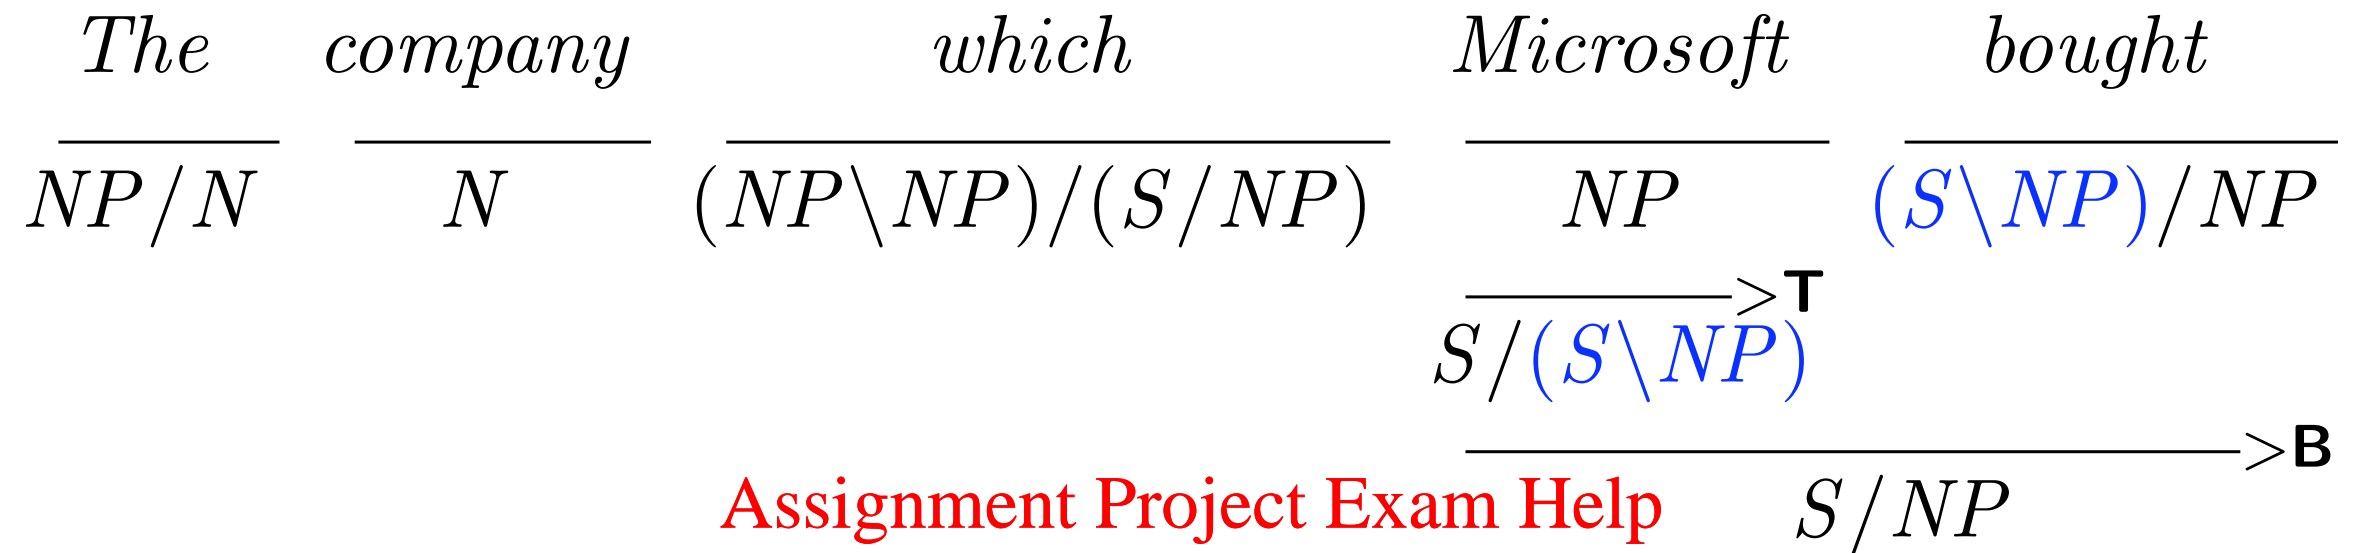 The company which Microsoft bought
NP/N N (NP\NP)/(S/NP) NP (S\NP)/NP
>T
S/(S\NP)
>B
Assignment Project Exam Help
S/NP